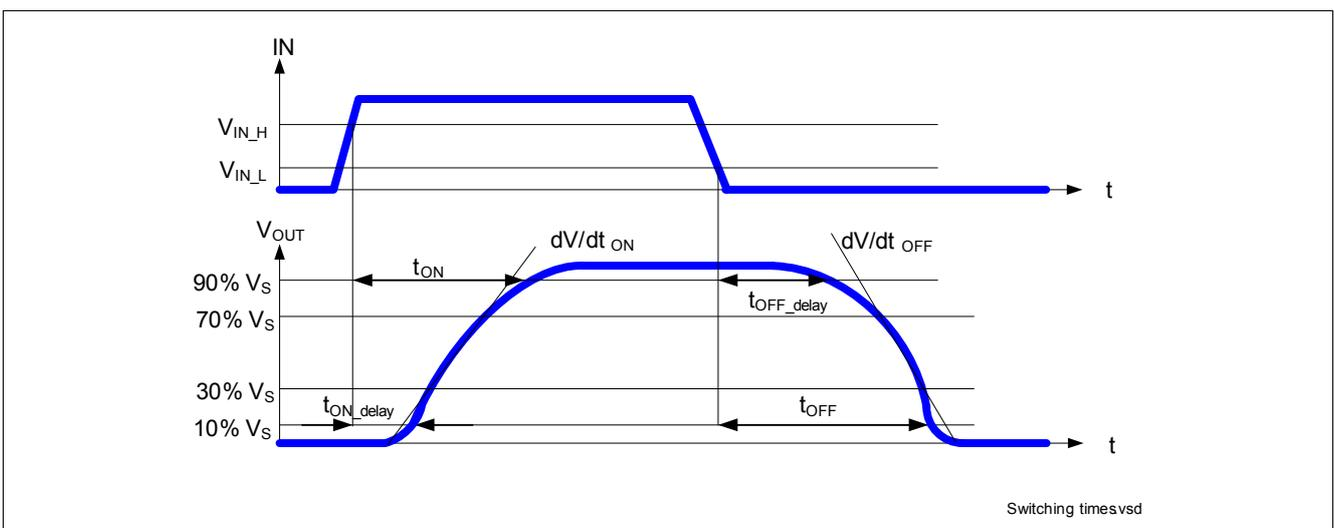 IN
V_IN_H
V_IN_L
t
V_OUT
dV/dt ON
dV/dt OFF
90% V_S
t_ON
t_OFF_delay
70% V_S
30% V_S
t_ON_delay
t_OFF
10% V_S
t
Switching times.vsd